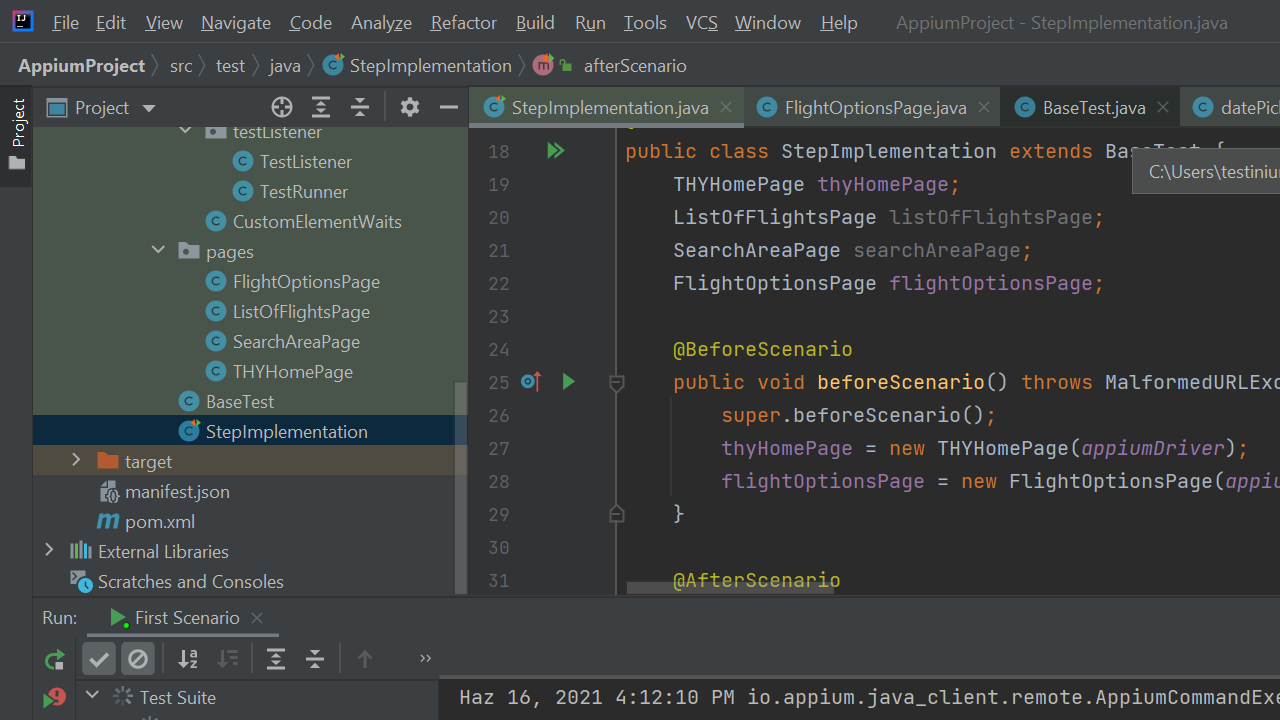 File Edit View Navigate Code Analyze Refactor Build Run Tools VCS Window Help AppiumProject - StepImplementation.java
AppiumProject src test java StepImplementation m afterScenario
Project
Project
StepImplementation.java FlightOptionsPage.java BaseTest.java datePic
testListener
TestListener
TestRunner
CustomElementWaits
pages
FlightOptionsPage
ListOfFlightsPage
SearchAreaPage
THYHomePage
BaseTest
StepImplementation
target
manifest.json
pom.xml
External Libraries
Scratches and Consoles
18 public class StepImplementation extends BaseTest {
C:\Users\testiniu
19 THYHomePage thyHomePage;
20 ListOfFlightsPage listOfFlightsPage;
21 SearchAreaPage searchAreaPage;
22 FlightOptionsPage flightOptionsPage;
23
24 @BeforeScenario
25 public void beforeScenario() throws MalformedURLExc
26 super.beforeScenario();
27 thyHomePage = new THYHomePage(appiumDriver);
28 flightOptionsPage = new FlightOptionsPage(appiu
29 }
30
31 @AfterScenario
Run: First Scenario
Test Suite
Haz 16, 2021 4:12:10 PM io.appium.java_client.remote.AppiumCommandExe